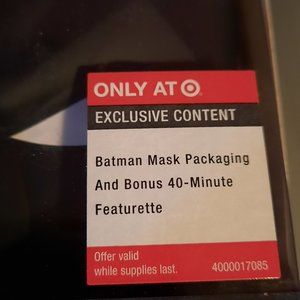 ONLY AT
EXCLUSIVE CONTENT
Batman Mask Packaging
And Bonus 40-Minute
Featurette
Offer valid
while supplies last. 4000017085